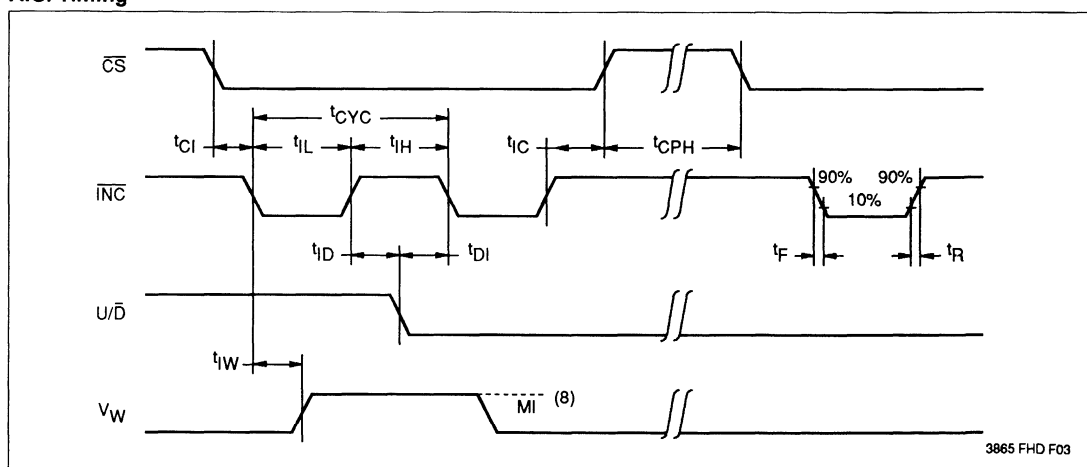 CS
tCYC
tCI tIL tIH tIC tCPH
INC 90% 90%
10%
tID tDI tF tR
U/D
tIW
VW MI (8)
3865 FHD F03